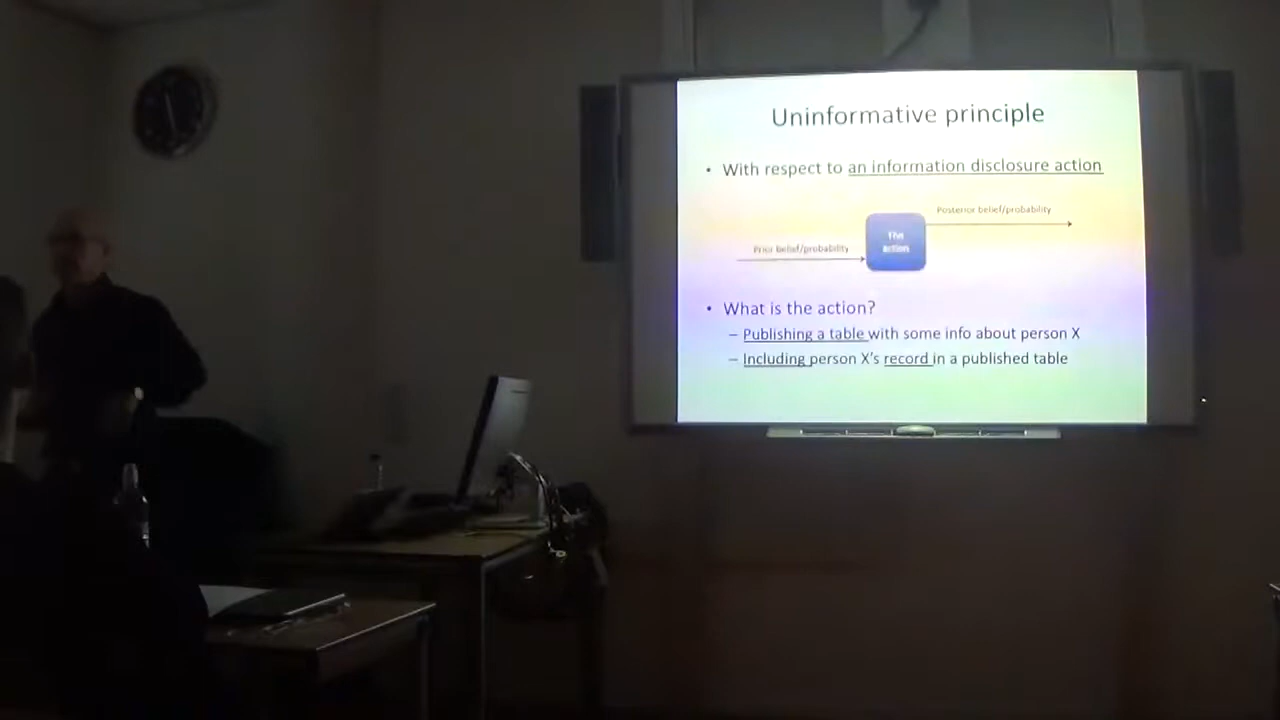 Uninformative principle
• With respect to an information disclosure action
Posterior belief/probability
The
action
Prior belief/probability
• What is the action?
– Publishing a table with some info about person X
– Including person X's record in a published table